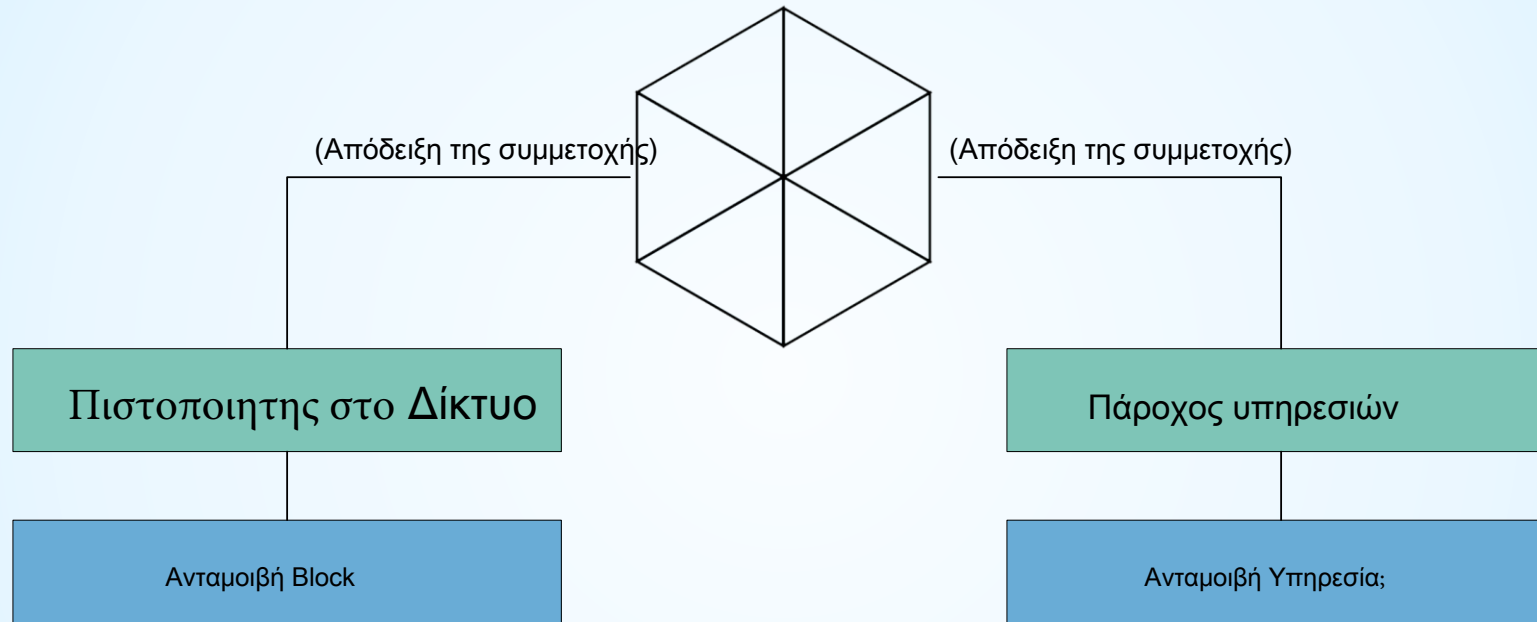 (Απόδειξη της συμμετοχής)
(Απόδειξη της συμμετοχής)
Πιστοποιητης στο Δίκτυο
Πάροχος υπηρεσιών
Ανταμοιβή Block
Ανταμοιβή Υπηρεσία;